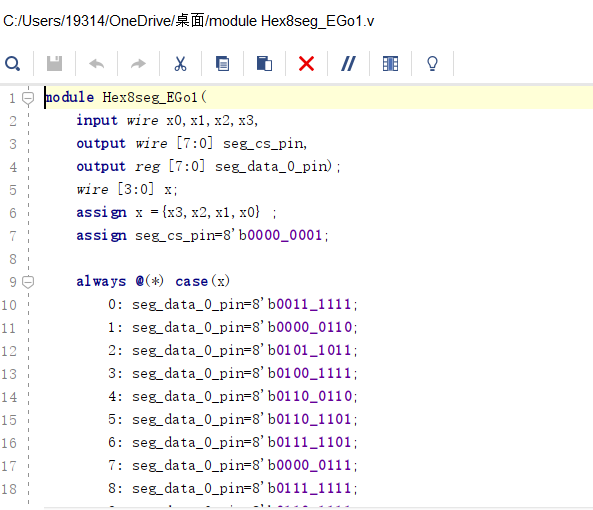 C:/Users/19314/OneDrive/桌面/module Hex8seg_EGo1.v
1 module Hex8seg_EGo1(
2 input wire x0,x1,x2,x3,
3 output wire [7:0] seg_cs_pin,
4 output reg [7:0] seg_data_0_pin);
5 wire [3:0] x;
6 assign x ={x3,x2,x1,x0} ;
7 assign seg_cs_pin=8'b0000_0001;
8
9 always @(*) case(x)
10 0: seg_data_0_pin=8'b0011_1111;
11 1: seg_data_0_pin=8'b0000_0110;
12 2: seg_data_0_pin=8'b0101_1011;
13 3: seg_data_0_pin=8'b0100_1111;
14 4: seg_data_0_pin=8'b0110_0110;
15 5: seg_data_0_pin=8'b0110_1101;
16 6: seg_data_0_pin=8'b0111_1101;
17 7: seg_data_0_pin=8'b0000_0111;
18 8: seg_data_0_pin=8'b0111_1111;